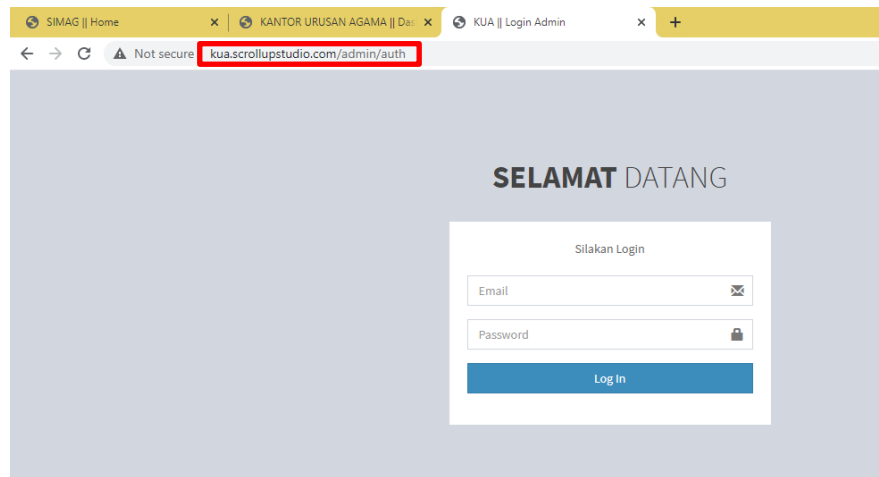 SIMAG || Home
KANTOR URUSAN AGAMA || Das
KUA || Login Admin
Not secure
kua.scrollupstudio.com/admin/auth
SELAMAT DATANG
Silakan Login
Email
Password
Log In